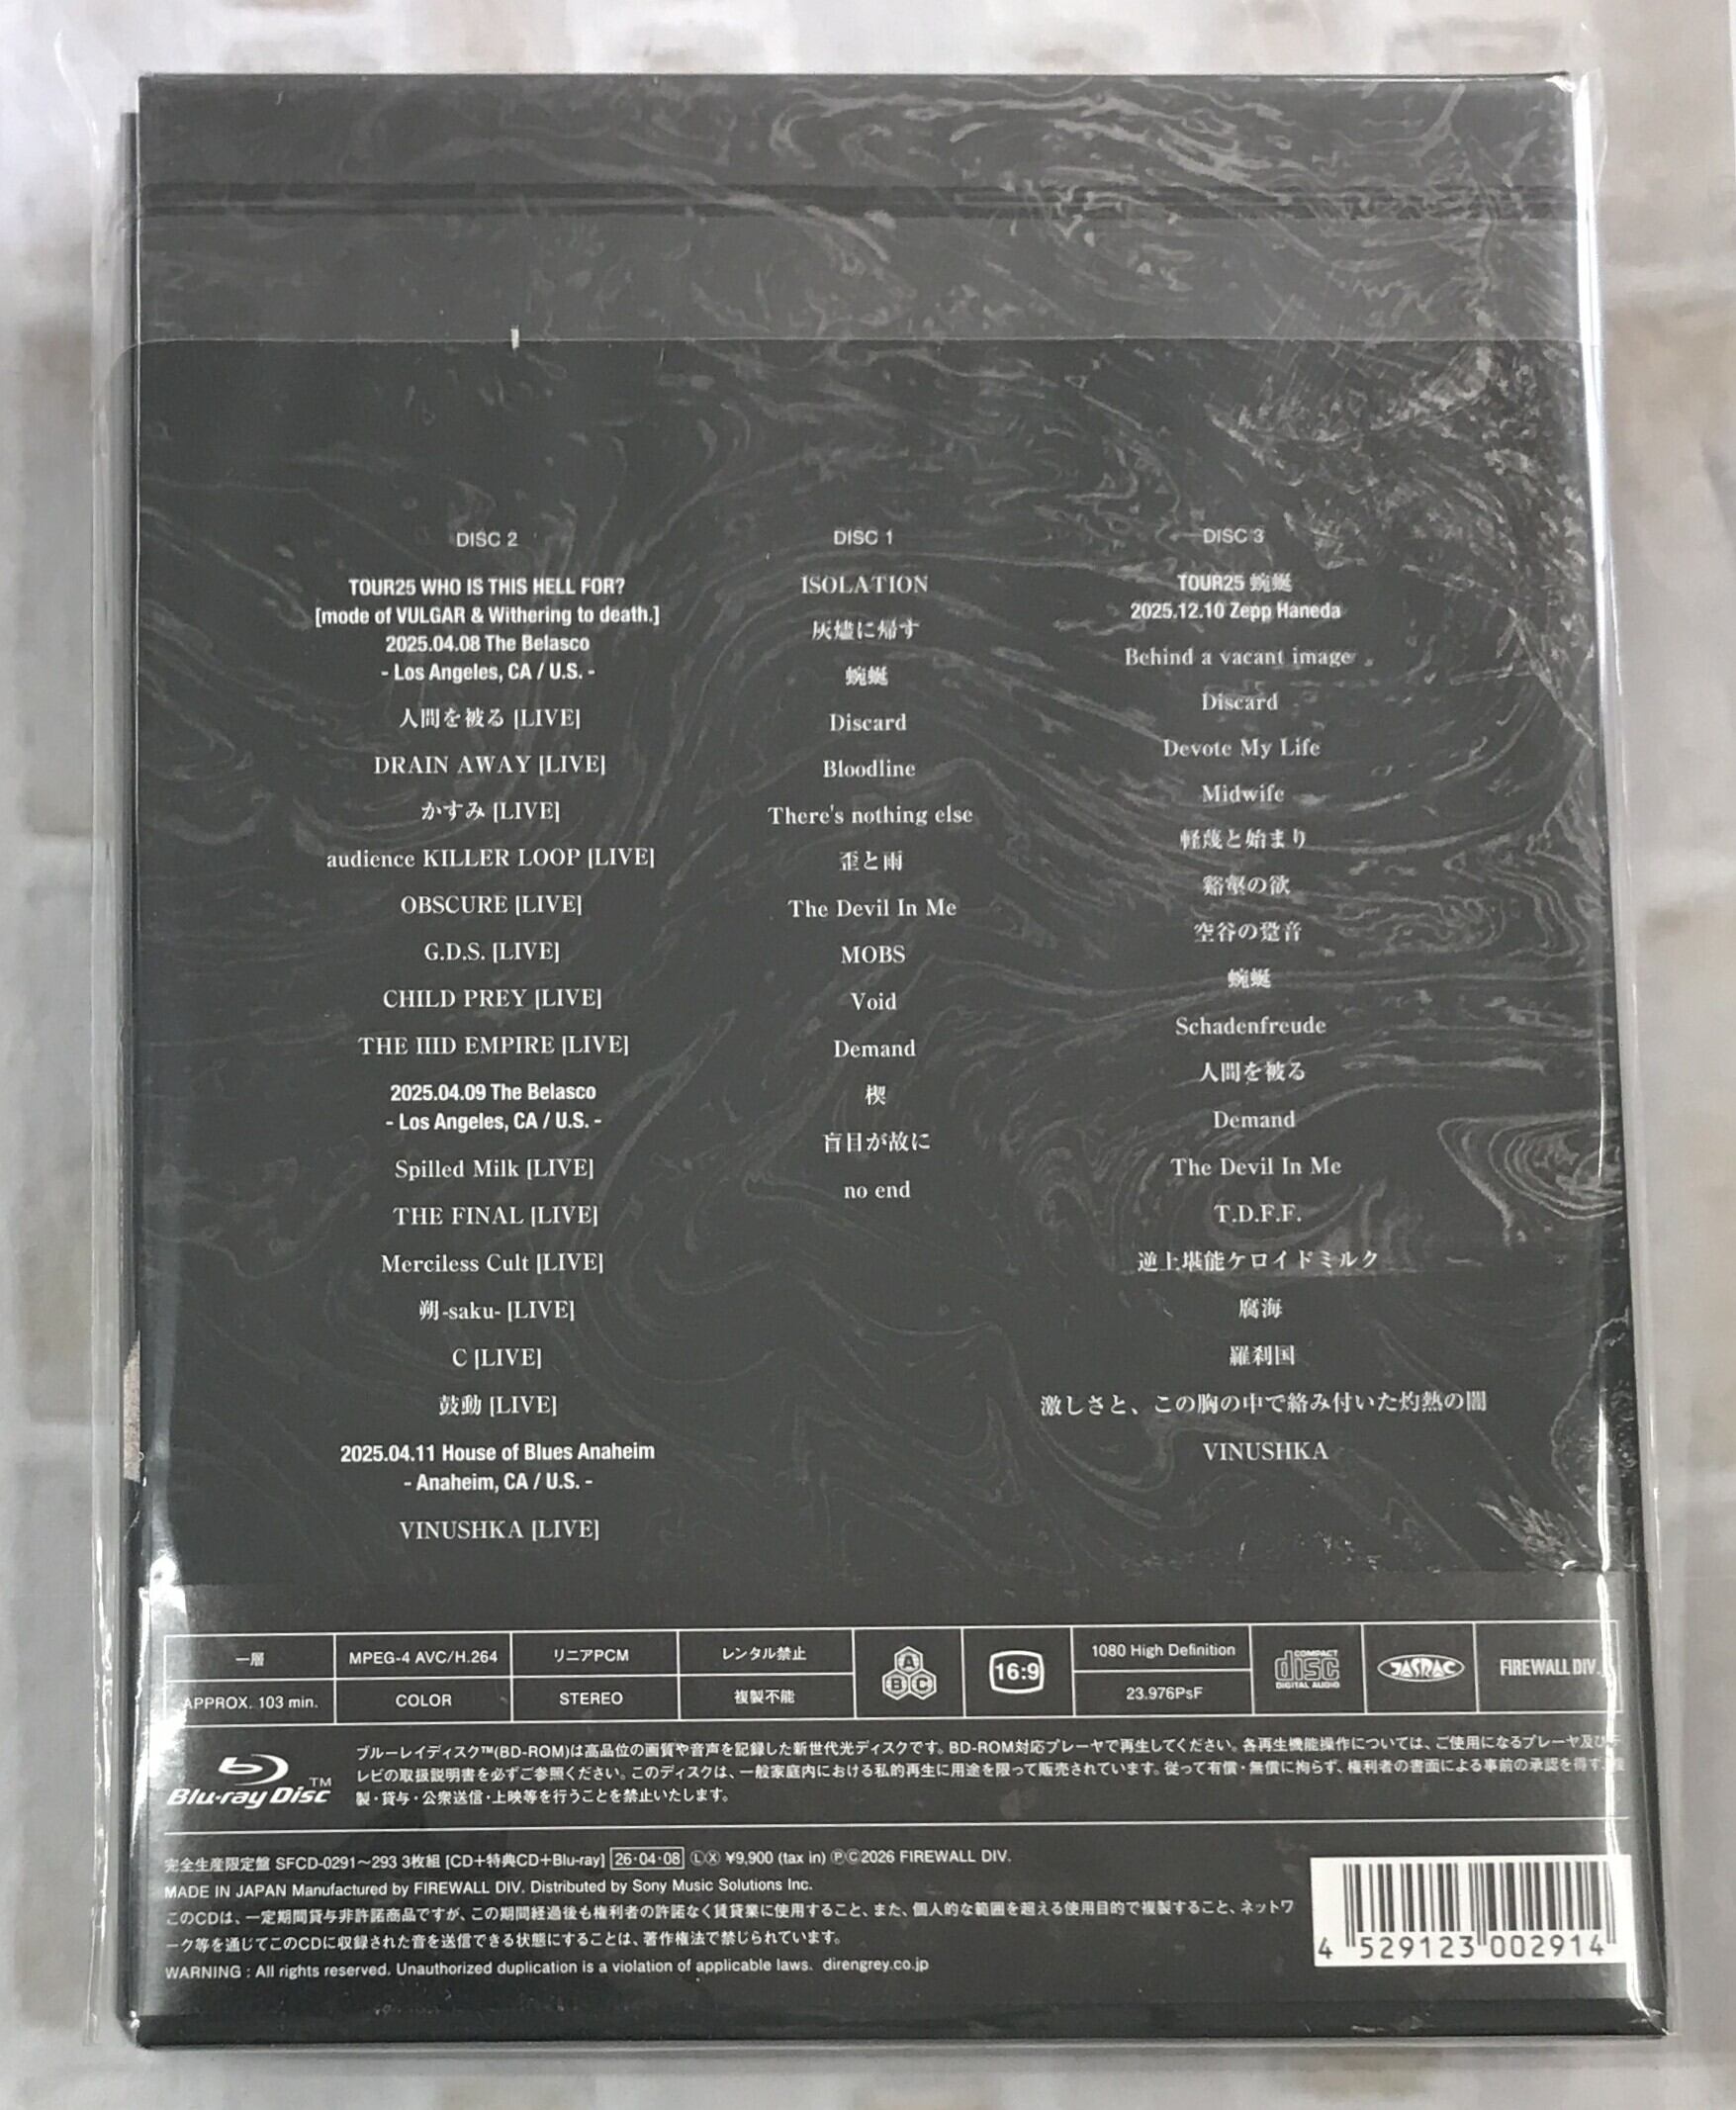 DISC 2
TOUR25 WHO IS THIS HELL FOR?
[mode of VULGAR & Withering to death.]
2025.04.08 The Belasco
- Los Angeles, CA / U.S. -
人間を被る [LIVE]
DRAIN AWAY [LIVE]
かすみ [LIVE]
audience KILLER LOOP [LIVE]
OBSCURE [LIVE]
G.D.S. [LIVE]
CHILD PREY [LIVE]
THE IIID EMPIRE [LIVE]
2025.04.09 The Belasco
- Los Angeles, CA / U.S. -
Spilled Milk [LIVE]
THE FINAL [LIVE]
Merciless Cult [LIVE]
朔-saku- [LIVE]
C [LIVE]
鼓動 [LIVE]
2025.04.11 House of Blues Anaheim
- Anaheim, CA / U.S. -
VINUSHKA [LIVE]
DISC 1
ISOLATION
灰燼に帰す
蜿蜒
Discard
Bloodline
There's nothing else
歪と雨
The Devil In Me
MOBS
Void
Demand
楔
盲目が故に
no end
DISC 3
TOUR25 蜿蜒
2025.12.10 Zepp Haneda
Behind a vacant image
Discard
Devote My Life
Midwife
軽蔑と始まり
谿壑の欲
空谷の跫音
蜿蜒
Schadenfreude
人間を被る
Demand
The Devil In Me
T.D.F.F.
逆上堪能ケロイドミルク
腐海
羅刹国
激しさと、この胸の中で絡み付いた灼熱の闇
VINUSHKA
一層
MPEG-4 AVC/H.264
リニアPCM
レンタル禁止
APPROX. 103 min.
COLOR
STEREO
複製不能
A
B C
16:9
1080 High Definition
23.976PsF
COMPACT
disc
DIGITAL AUDIO
JASRAC
FIREWALL DIV.
Blu-ray Disc™
ブルーレイディスク™(BD-ROM)は高品位の画質や音声を記録した新世代光ディスクです。BD-ROM対応プレーヤで再生してください。各再生機能操作については、ご使用になるプレーヤ及びテ
レビの取扱説明書を必ずご参照ください。このディスクは、一般家庭内における私的再生に用途を限って販売されています。従って有償・無償に拘らず、権利者の書面による事前の承認を得ず、複
製・貸与・公衆送信・上映等を行うことを禁止いたします。
完全生産限定盤 SFCD-0291～293 3枚組 [CD+特典CD+Blu-ray] 26・04・08 ⓁⓍ ¥9,900 (tax in) ⓅⒸ2026 FIREWALL DIV.
MADE IN JAPAN Manufactured by FIREWALL DIV. Distributed by Sony Music Solutions Inc.
このCDは、一定期間貸与非許諾商品ですが、この期間経過後も権利者の許諾なく賃貸業に使用すること、また、個人的な範囲を超える使用目的で複製すること、ネットワ
ーク等を通じてこのCDに収録された音を送信できる状態にすることは、著作権法で禁じられています。
WARNING : All rights reserved. Unauthorized duplication is a violation of applicable laws. direngrey.co.jp
4 529123 002914